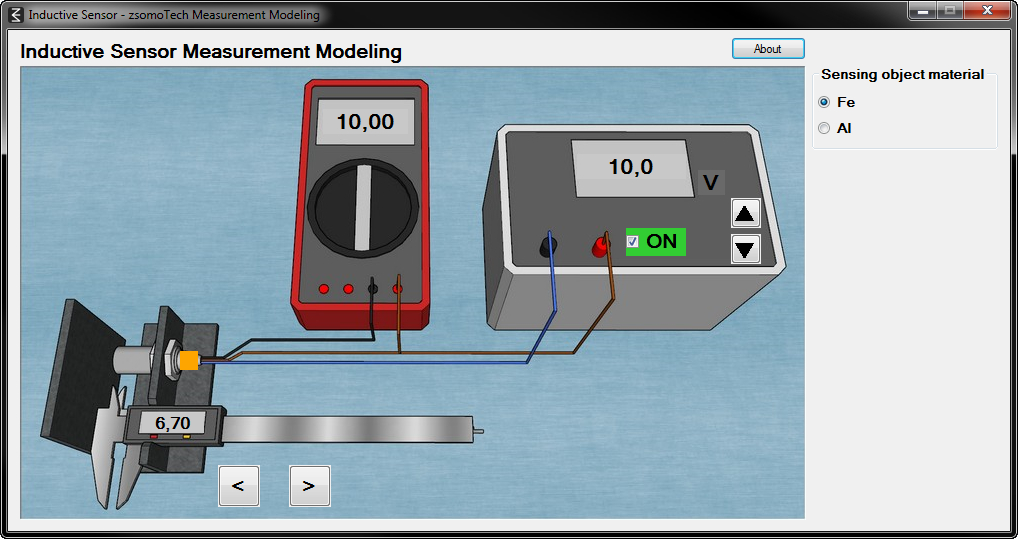 Inductive Sensor - zsomoTech Measurement Modeling
Inductive Sensor Measurement Modeling
About
Sensing object material
Fe
Al
10,00
10,0
V
ON
6,70
<
>